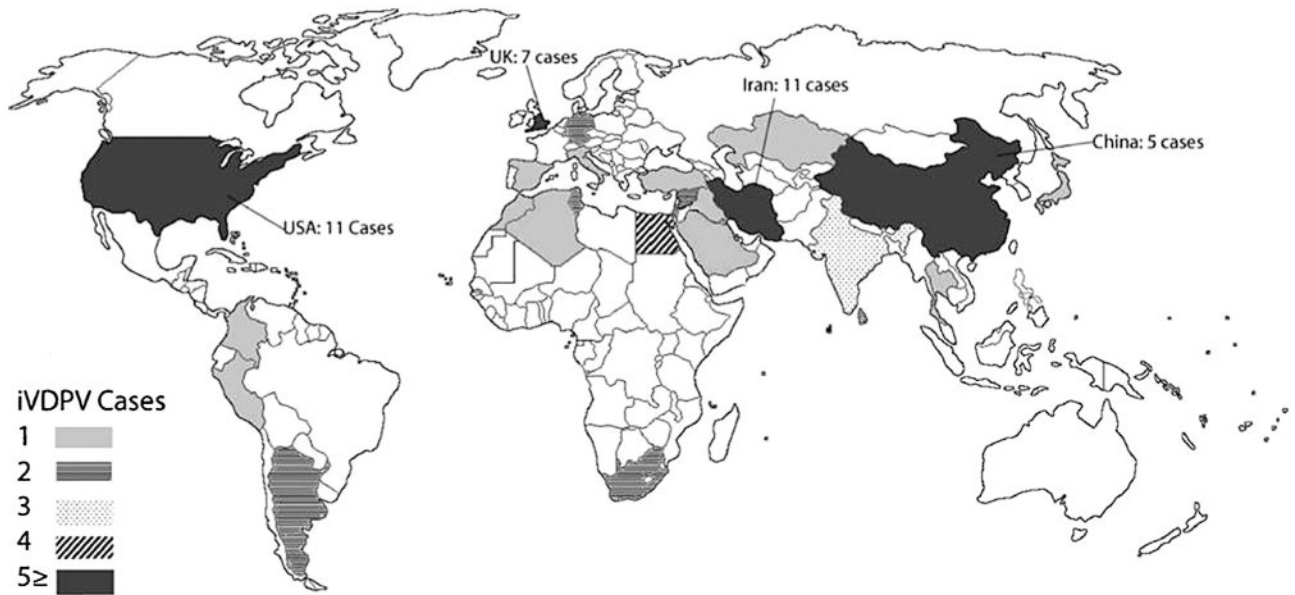 UK: 7 cases
Iran: 11 cases
China: 5 cases
USA: 11 Cases
iVDPV Cases
1
2
3
4
5≥